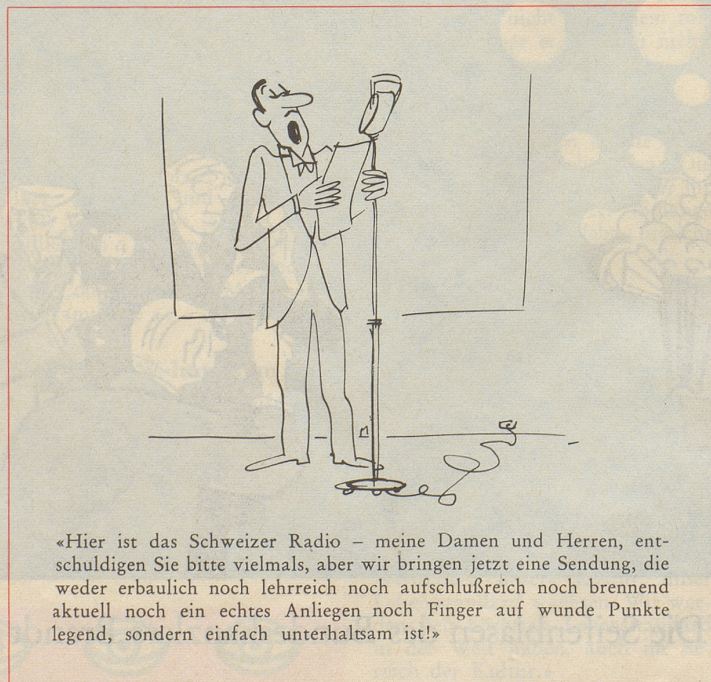 «Hier ist das Schweizer Radio – meine Damen und Herren, ent-
schuldigen Sie bitte vielmals, aber wir bringen jetzt eine Sendung, die
weder erbaulich noch lehrreich noch aufschlußreich noch brennend
aktuell noch ein echtes Anliegen noch Finger auf wunde Punkte
legend, sondern einfach unterhaltsam ist!»